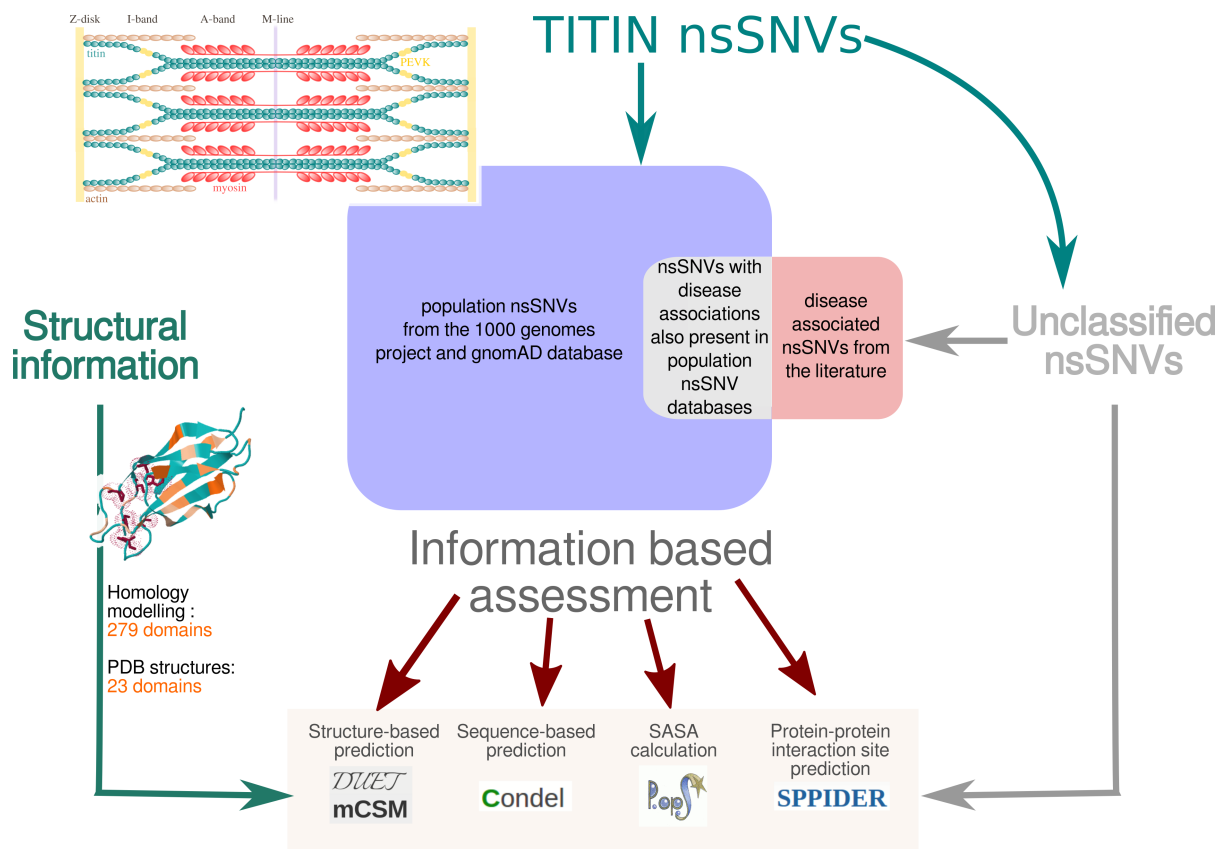 Z-disk I-band A-band M-line
titin
PEVK
myosin
actin
TITIN nsSNVs
population nsSNVs
from the 1000 genomes
project and gnomAD database
nsSNVs with
disease
associations
also present in
population
nsSNV
databases
disease
associated
nsSNVs from
the literature
Unclassified
nsSNVs
Structural
information
Homology
modelling :
279 domains
PDB structures:
23 domains
Information based
assessment
Structure-based
prediction
DUET
mCSM
Sequence-based
prediction
Condel
SASA
calculation
PopS
Protein-protein
interaction site
prediction
SPPIDER